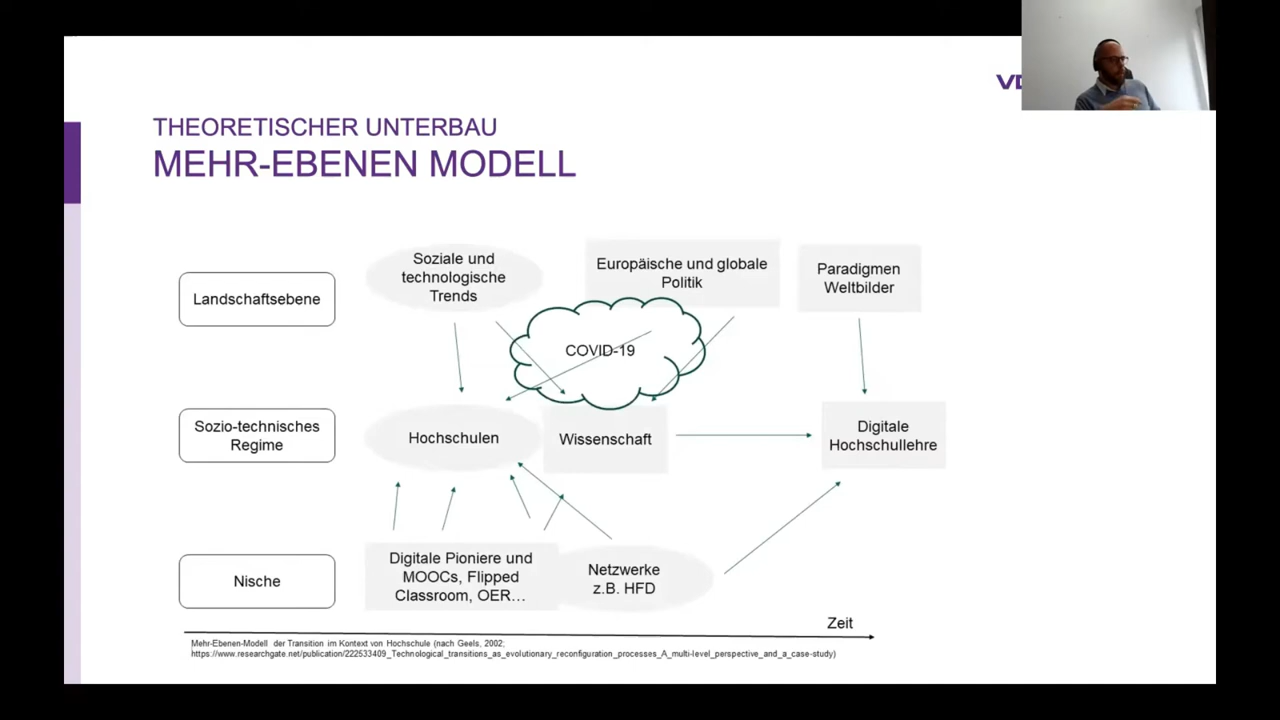 THEORETISCHER UNTERBAU
MEHR-EBENEN MODELL
Landschaftsebene
Soziale und
technologische
Trends
Europäische und globale
Politik
Paradigmen
Weltbilder
COVID-19
Sozio-technisches
Regime
Hochschulen
Wissenschaft
Digitale
Hochschullehre
Nische
Digitale Pioniere und
MOOCs, Flipped
Classroom, OER…
Netzwerke
z.B. HFD
Zeit
Mehr-Ebenen-Modell der Transition im Kontext von Hochschule (nach Geels, 2002;
https://www.researchgate.net/publication/222533409_Technological_transitions_as_evolutionary_reconfiguration_processes_A_multi-level_perspective_and_a_case-study)